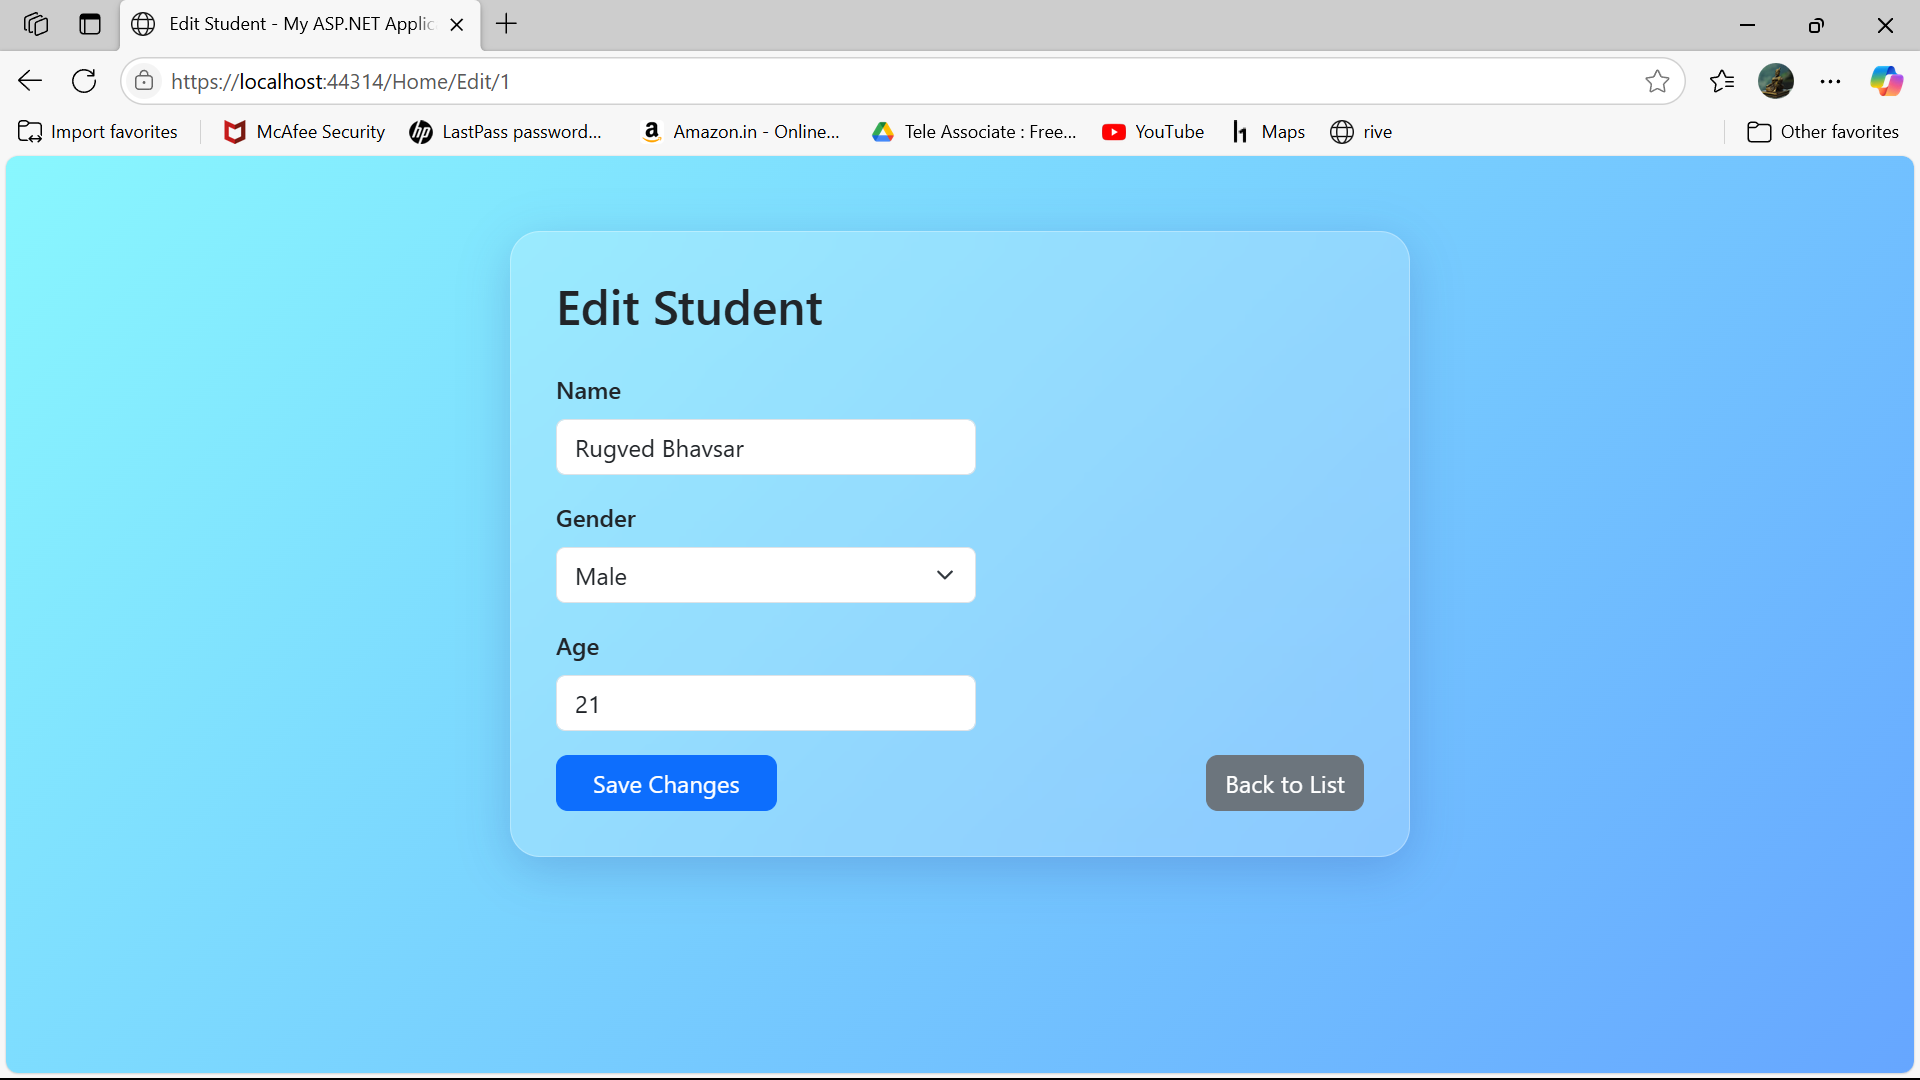 Edit Student - My ASP.NET Applic
https://localhost:44314/Home/Edit/1
Import favorites McAfee Security LastPass password... Amazon.in - Online... Tele Associate : Free... YouTube Maps rive Other favorites
Edit Student
Name
Rugved Bhavsar
Gender
Male
Age
21
Save Changes Back to List